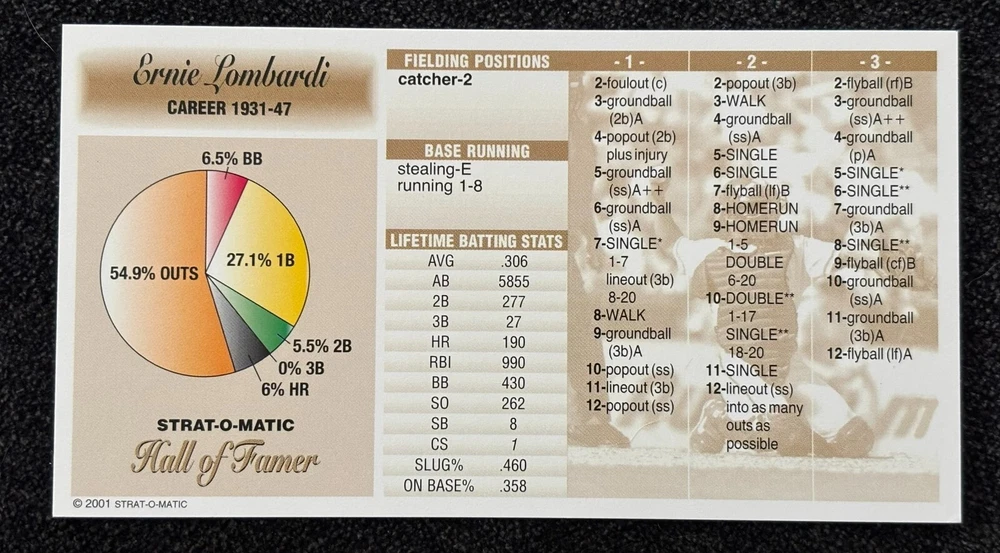 Ernie Lombardi
CAREER 1931-47
6.5% BB
27.1% 1B
54.9% OUTS
5.5% 2B
0% 3B
6% HR
STRAT-O-MATIC
Hall of Famer
© 2001 STRAT-O-MATIC
FIELDING POSITIONS
catcher-2
BASE RUNNING
stealing-E
running 1-8
LIFETIME BATTING STATS
AVG .306
AB 5855
2B 277
3B 27
HR 190
RBI 990
BB 430
SO 262
SB 8
CS 1
SLUG% .460
ON BASE% .358
- 1 -
2-foulout (c)
3-groundball
(2b)A
4-popout (2b)
plus injury
5-groundball
(ss)A++
6-groundball
(ss)A
7-SINGLE*
1-7
lineout (3b)
8-20
8-WALK
9-groundball
(3b)A
10-popout (ss)
11-lineout (3b)
12-popout (ss)
- 2 -
2-popout (3b)
3-WALK
4-groundball
(ss)A
5-SINGLE
6-SINGLE
7-flyball (lf)B
8-HOMERUN
9-HOMERUN
1-5
DOUBLE
6-20
10-DOUBLE**
1-17
SINGLE**
18-20
11-SINGLE
12-lineout (ss)
into as many
outs as
possible
- 3 -
2-flyball (rf)B
3-groundball
(ss)A++
4-groundball
(p)A
5-SINGLE*
6-SINGLE**
7-groundball
(3b)A
8-SINGLE**
9-flyball (cf)B
10-groundball
(ss)A
11-groundball
(3b)A
12-flyball (lf)A